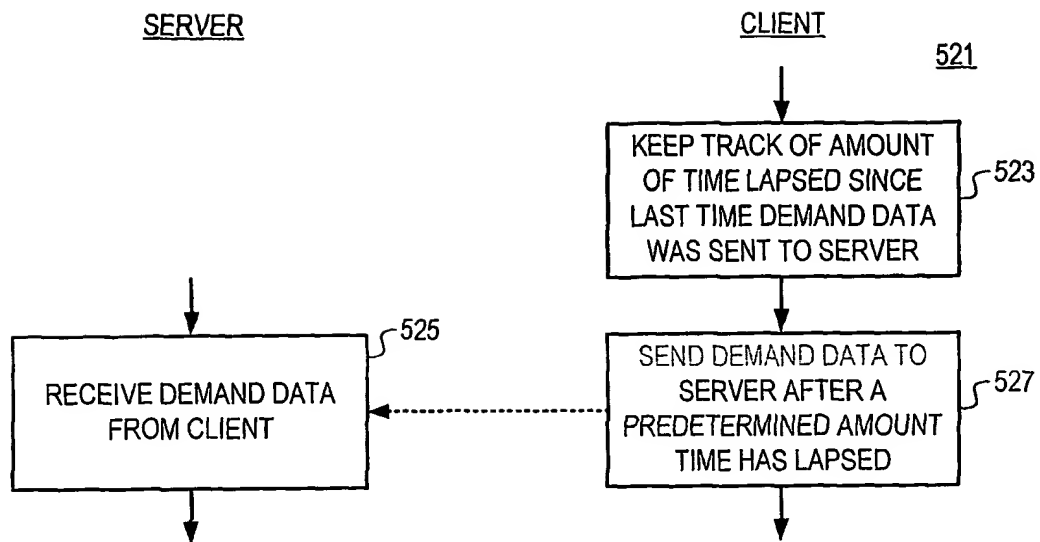 SERVER
CLIENT
521
KEEP TRACK OF AMOUNT
OF TIME LAPSED SINCE
LAST TIME DEMAND DATA
WAS SENT TO SERVER
523
525
RECEIVE DEMAND DATA
FROM CLIENT
SEND DEMAND DATA TO
SERVER AFTER A
PREDETERMINED AMOUNT
TIME HAS LAPSED
527